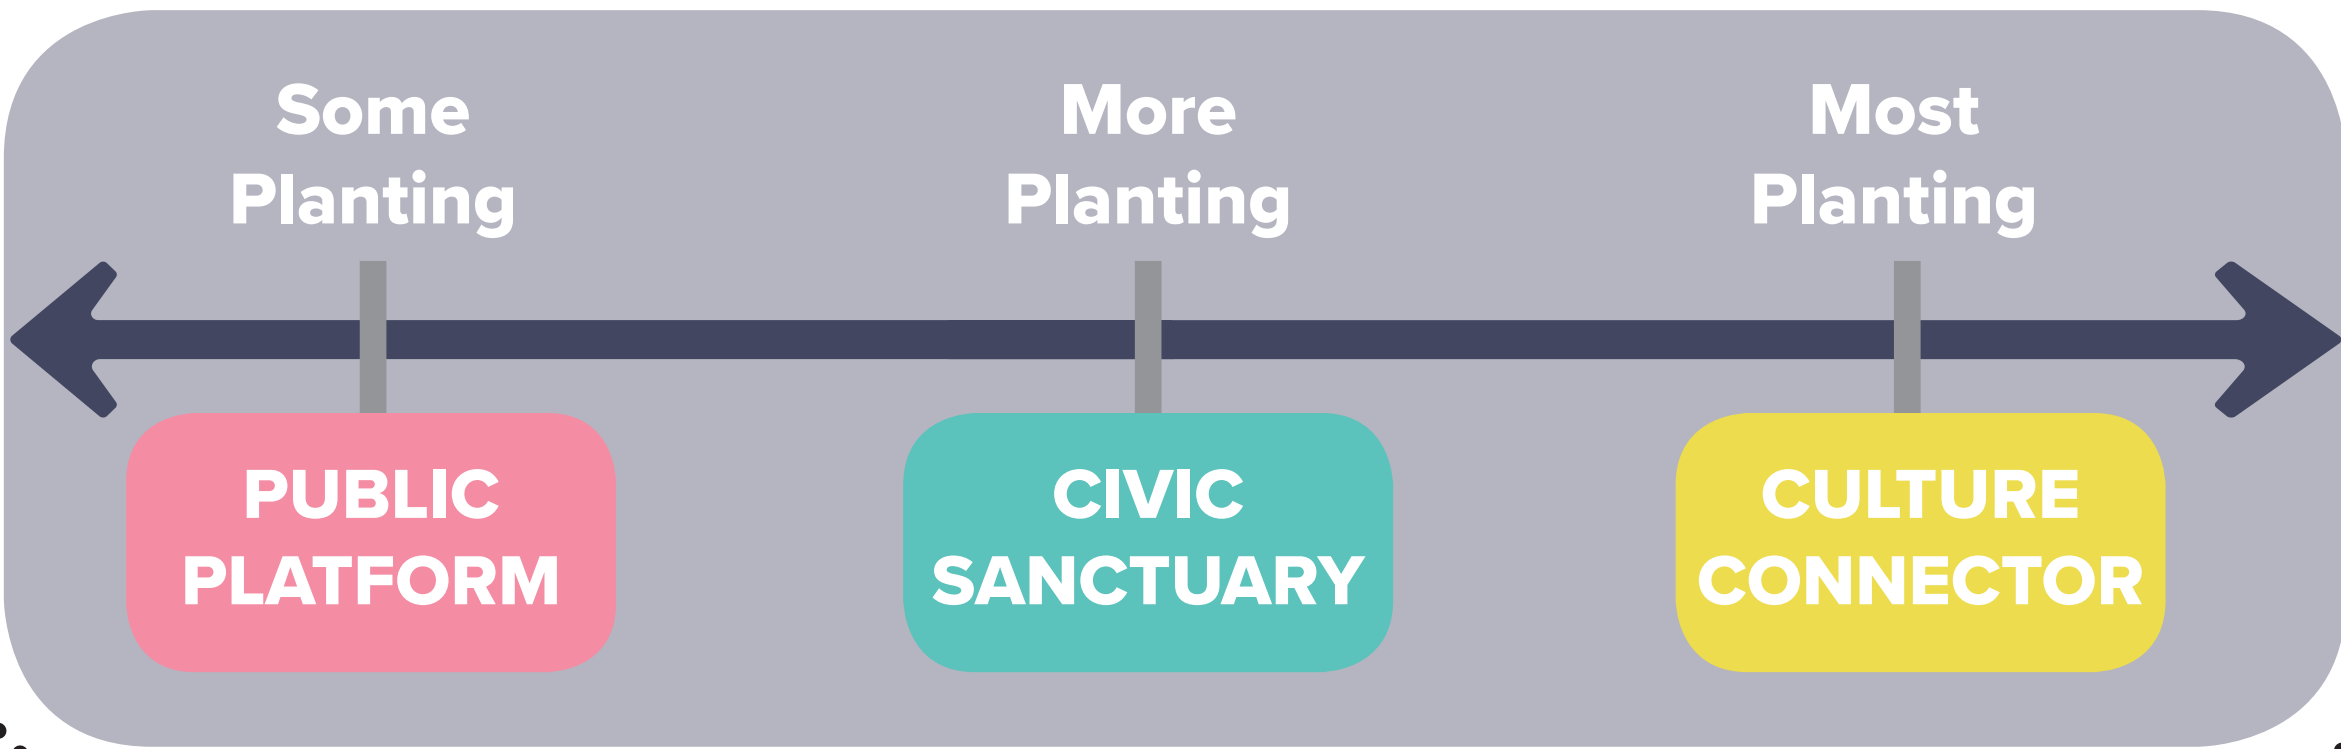 Some
Planting
More
Planting
Most
Planting
PUBLIC
PLATFORM
CIVIC
SANCTUARY
CULTURE
CONNECTOR